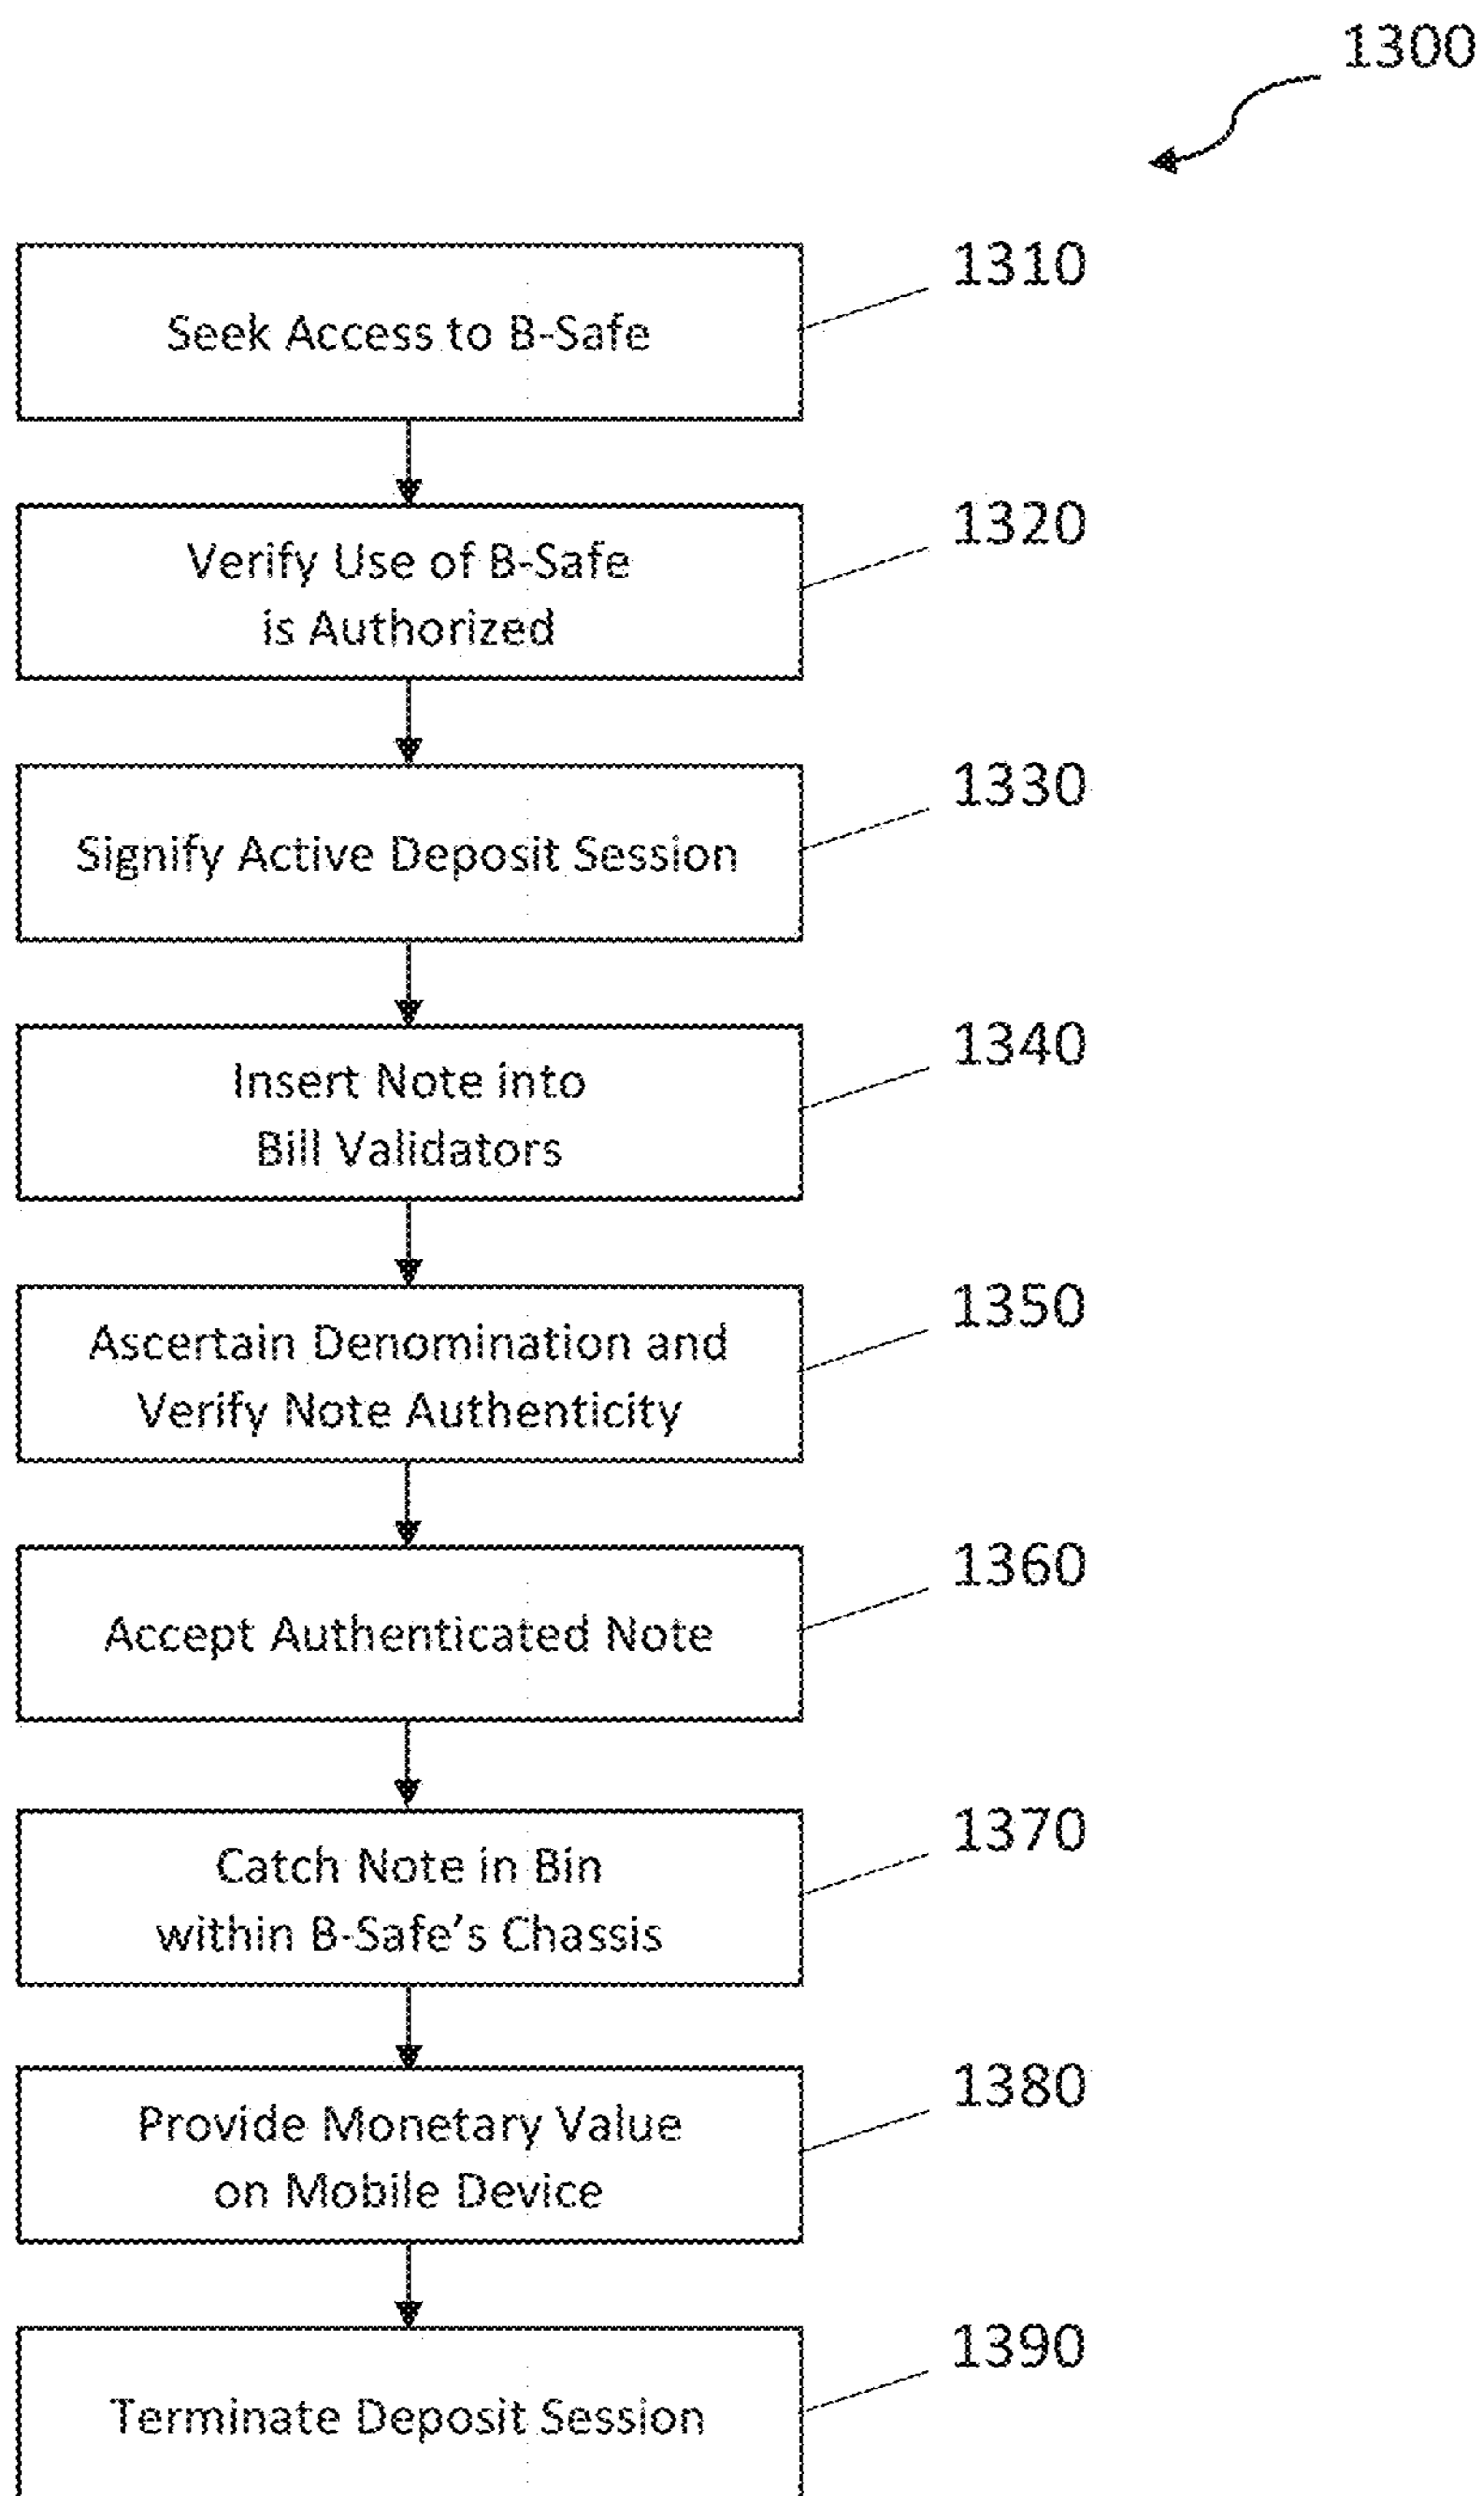 1300
Seek Access to B-Safe
1310
Verify Use of B-Safe
is Authorized
1320
Signify Active Deposit Session
1330
Insert Note into
Bill Validators
1340
Ascertain Denomination and
Verify Note Authenticity
1350
Accept Authenticated Note
1360
Catch Note in Bin
within B-Safe's Chassis
1370
Provide Monetary Value
on Mobile Device
1380
Terminate Deposit Session
1390